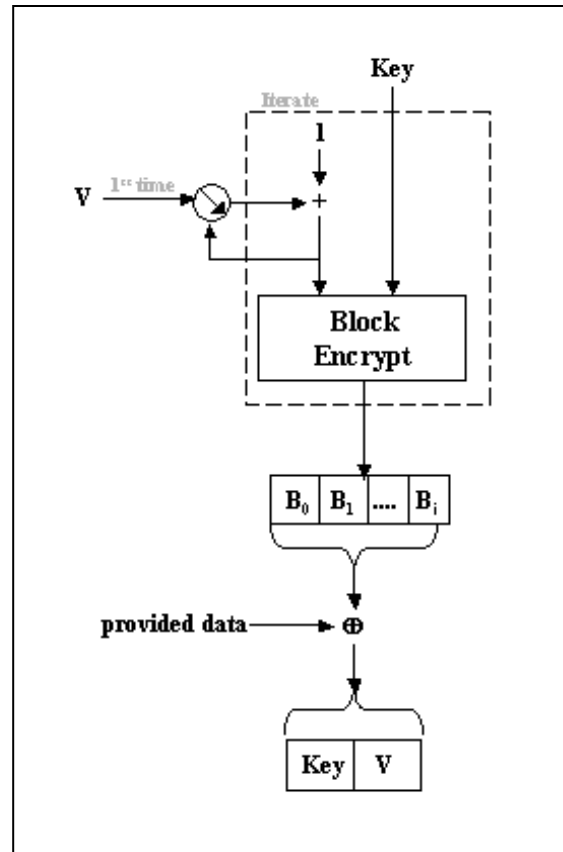 Key
Iterate
1
V 1st time
+
Block
Encrypt
B0 B1 .... Bi
provided data ⊕
Key V